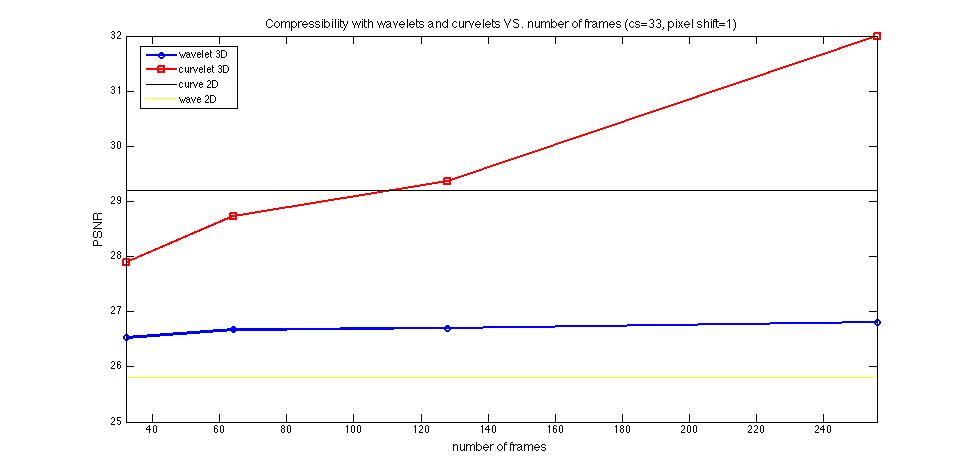 Compressibility with wavelets and curvelets VS. number of frames (cs=33, pixel shift=1)
32
31
30
29
28
27
26
25
PSNR
wavelet 3D
curvelet 3D
curve 2D
wave 2D
40 60 80 100 120 140 160 180 200 220 240
number of frames